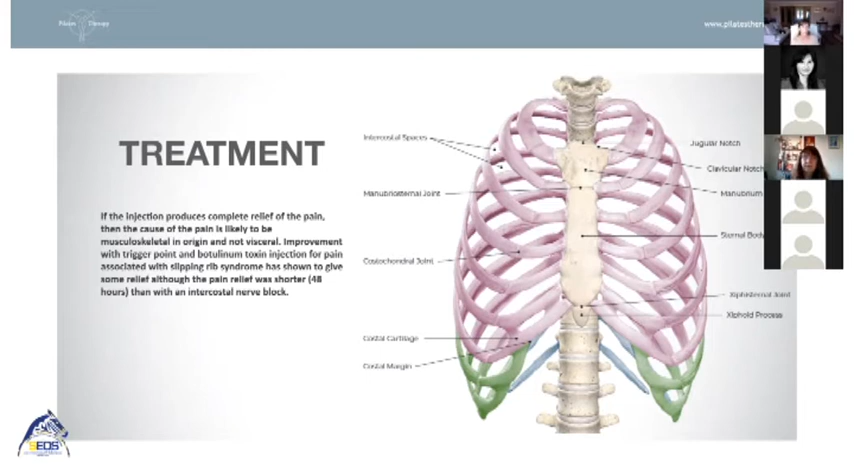 Pilates Therapy
www.pilatesther
TREATMENT
If the injection produces complete relief of the pain,
then the cause of the pain is likely to be
musculoskeletal in origin and not visceral. Improvement
with trigger point and botulinum toxin injection for pain
associated with slipping rib syndrome has shown to give
some relief although the pain relief was shorter (48
hours) than with an intercostal nerve block.
Intercostal Spaces
Manubriosternal Joint
Costochondral Joint
Costal Cartilage
Costal Margin
Jugular Notch
Clavicular Notch
Manubrium
Sternal Body
Xiphisternal Joint
Xiphoid Process
SEDS